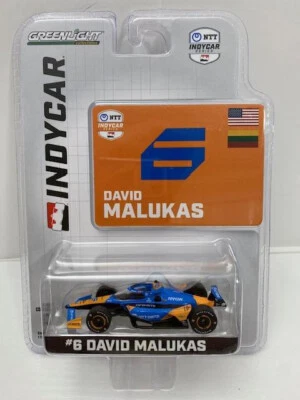 GREENLIGHT
NTT
INDYCAR
SERIES
INDYCAR
NTT
INDYCAR
SERIES
6
DAVID
MALUKAS
#6 DAVID MALUKAS